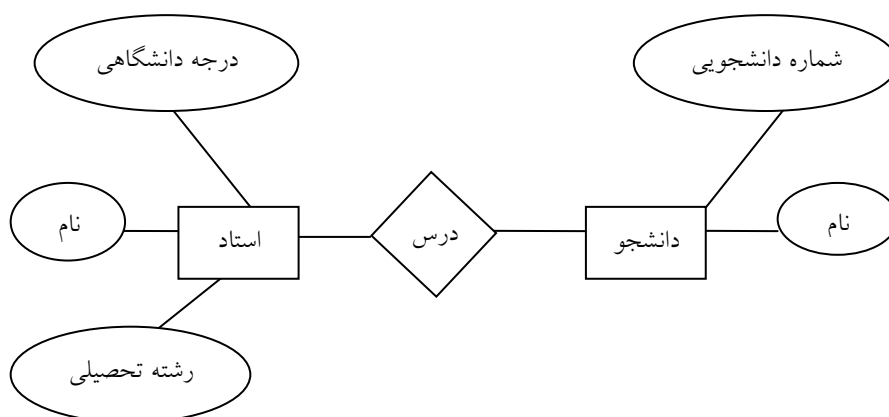 شماره دانشجویی
درجه دانشگاهی
نام
دانشجو
درس
استاد
نام
رشته تحصیلی